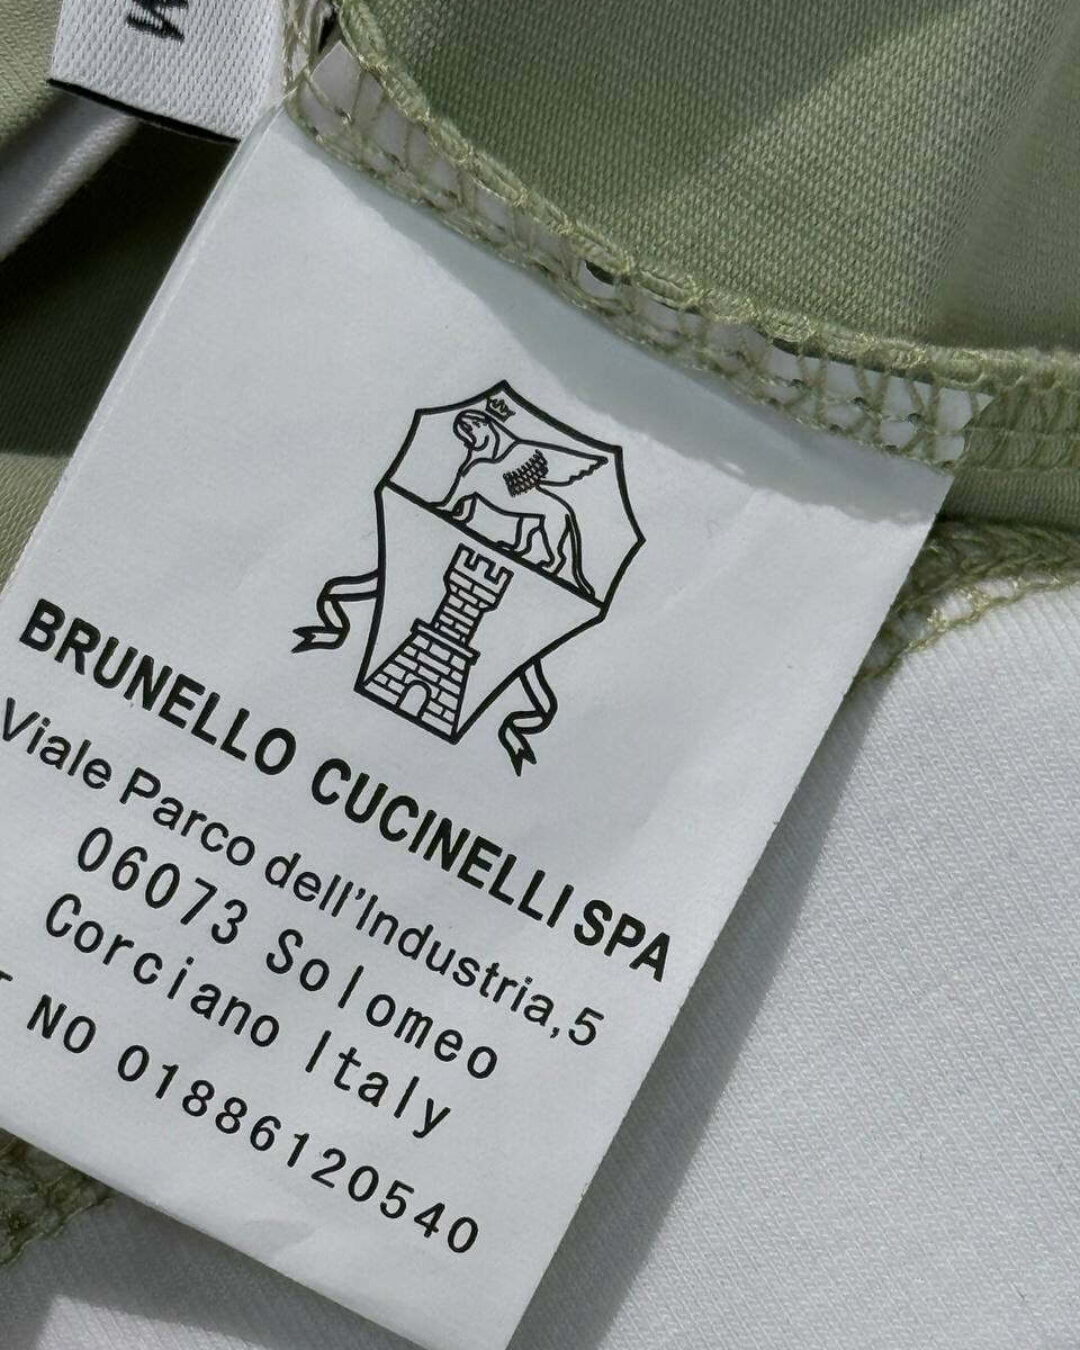 M
BRUNELLO CUCINELLI SPA
Viale Parco dell'Industria,5
06073 Solomeo
Corciano Italy
NO 01886120540